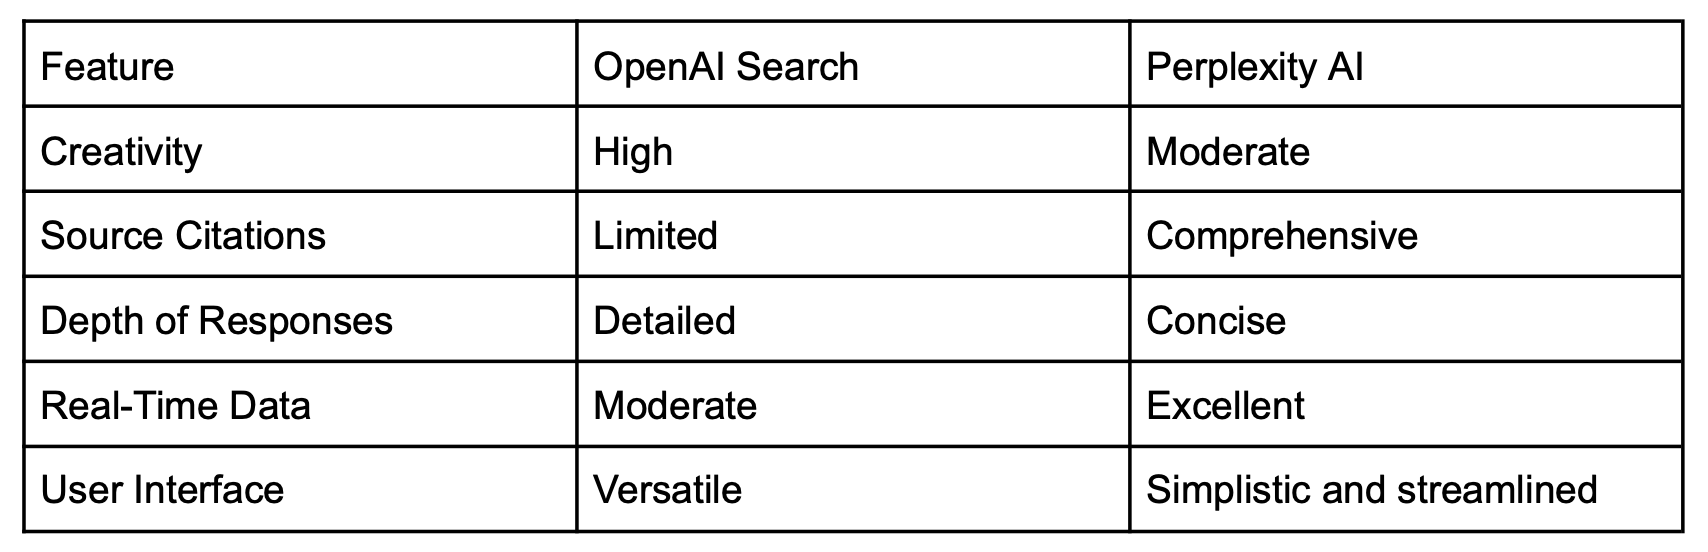 Feature OpenAI Search Perplexity AI
Creativity High Moderate
Source Citations Limited Comprehensive
Depth of Responses Detailed Concise
Real-Time Data Moderate Excellent
User Interface Versatile Simplistic and streamlined